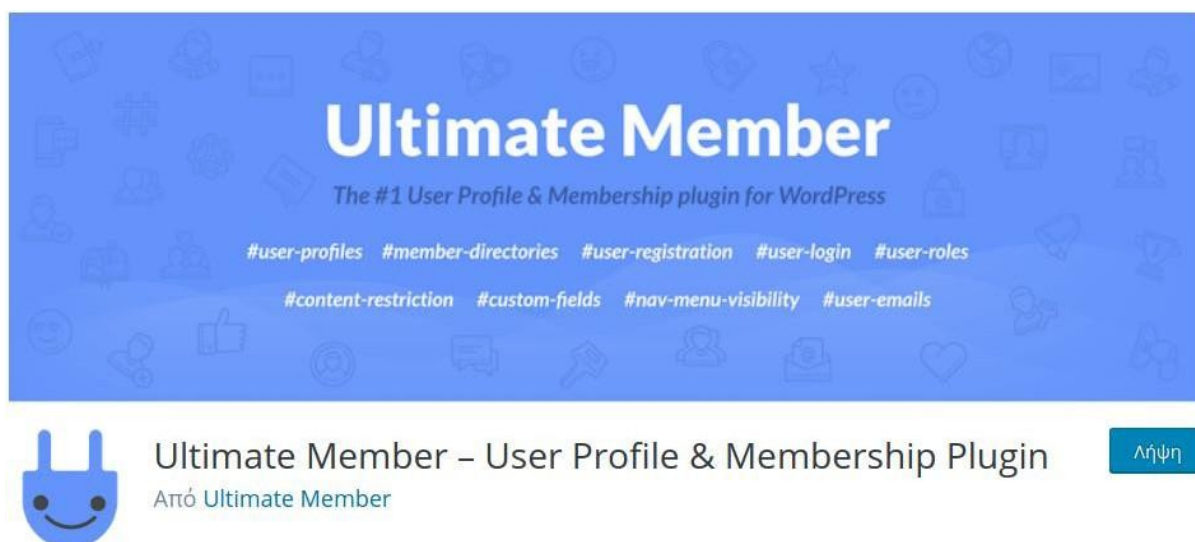 Ultimate Member
The #1 User Profile & Membership plugin for WordPress
#user-profiles #member-directories #user-registration #user-login #user-roles
#content-restriction #custom-fields #nav-menu-visibility #user-emails
Ultimate Member – User Profile & Membership Plugin
Λήψη
Από Ultimate Member